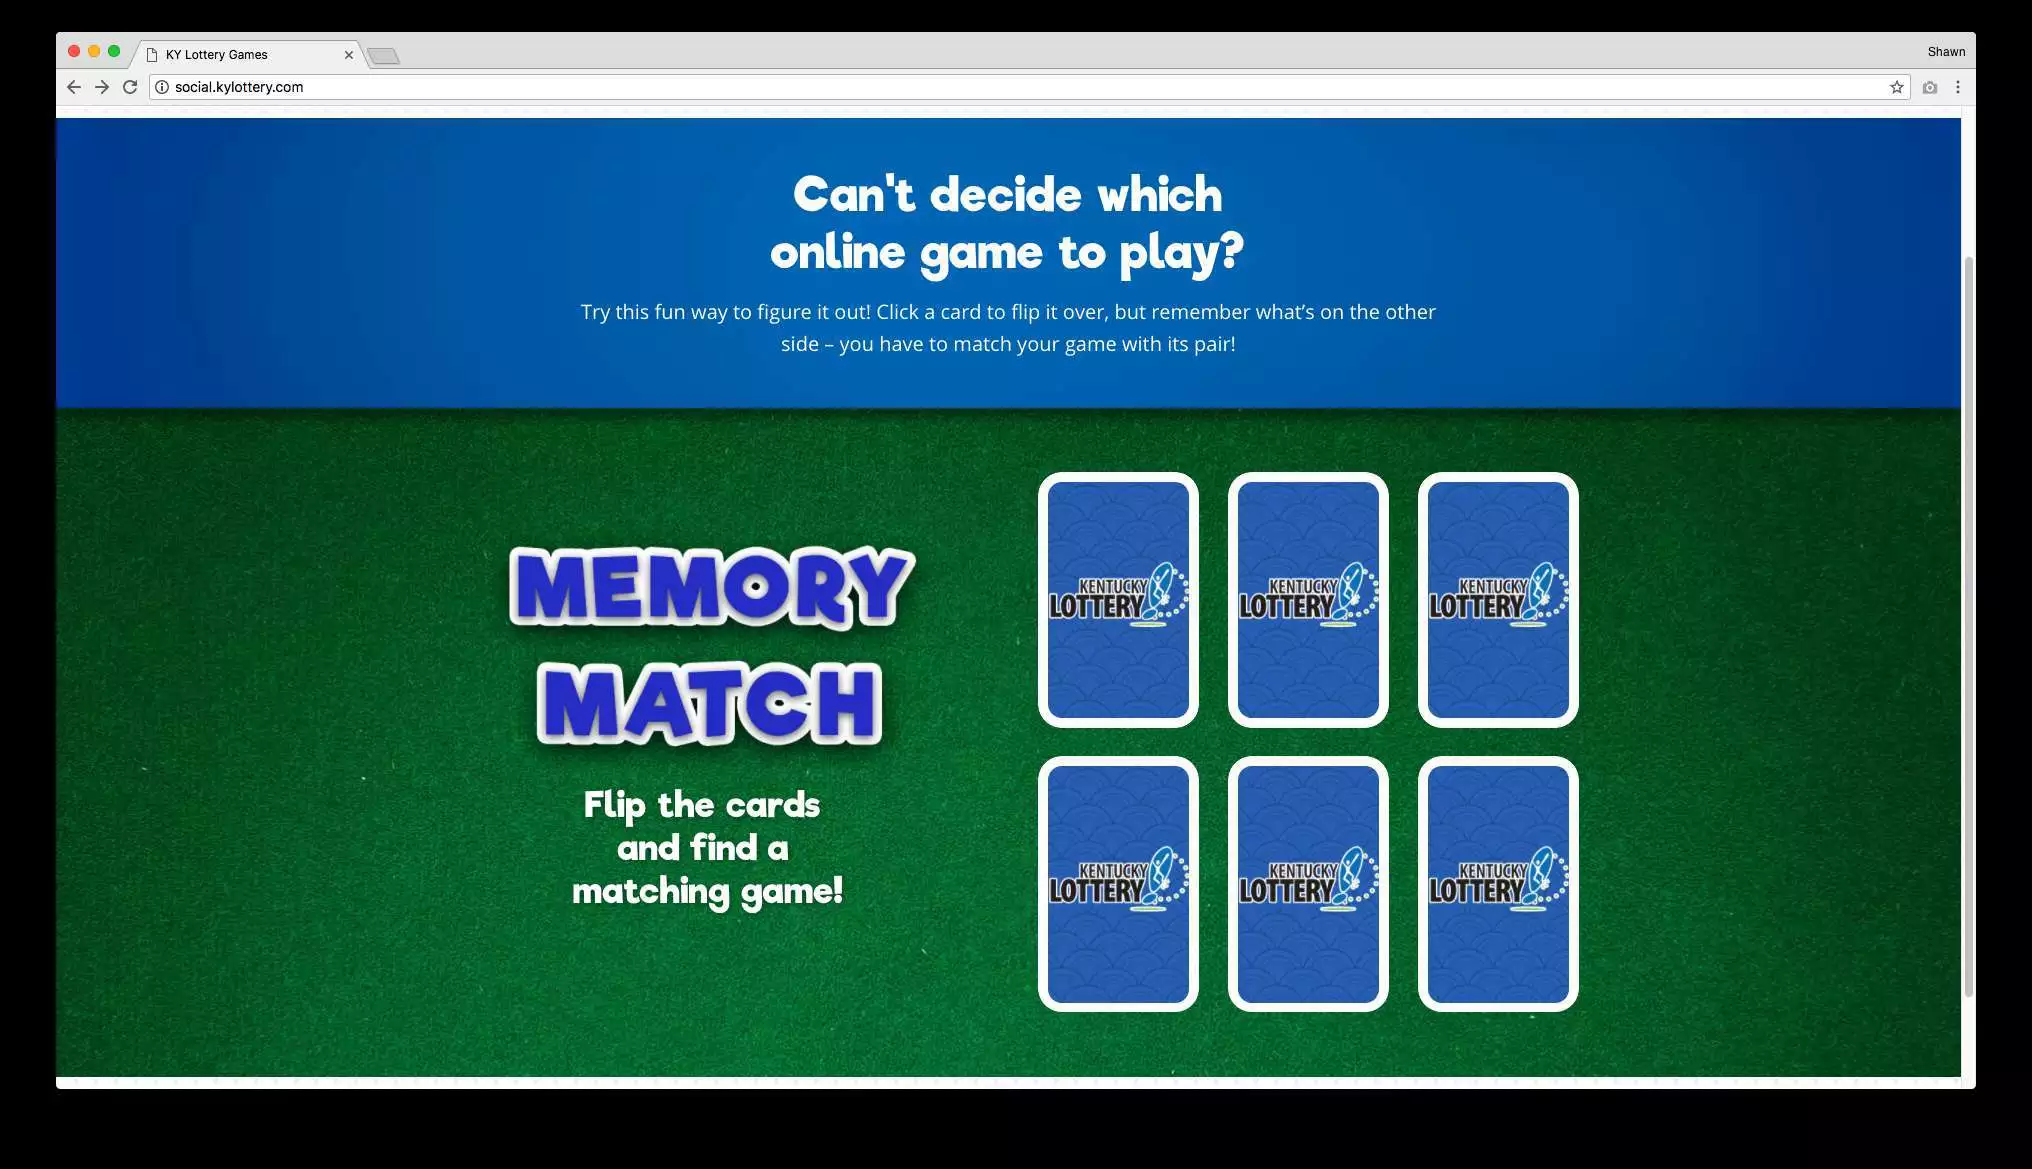 KY Lottery Games
Shawn
social.kylottery.com
Can't decide which
online game to play?
Try this fun way to figure it out! Click a card to flip it over, but remember what’s on the other
side – you have to match your game with its pair!
MEMORY
MATCH
Flip the cards
and find a
matching game!
KENTUCKY
LOTTERY
KENTUCKY
LOTTERY
KENTUCKY
LOTTERY
KENTUCKY
LOTTERY
KENTUCKY
LOTTERY
KENTUCKY
LOTTERY